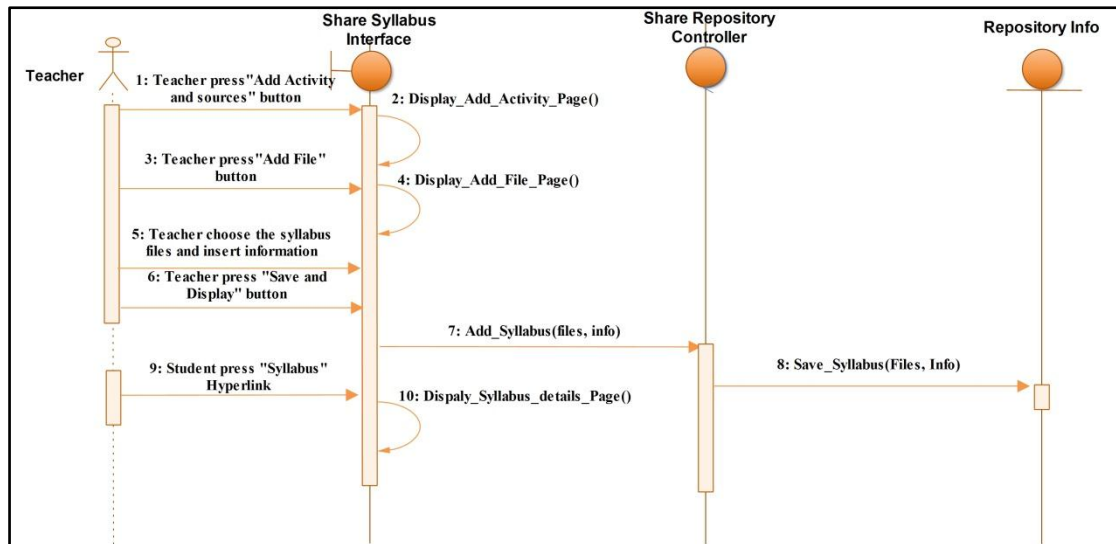 Share Syllabus
Interface
Share Repository
Controller
Repository Info
Teacher
1: Teacher press"Add Activity
and sources" button
2: Display_Add_Activity_Page()
3: Teacher press"Add File"
button
4: Display_Add_File_Page()
5: Teacher choose the syllabus
files and insert information
6: Teacher press "Save and
Display" button
7: Add_Syllabus(files, info)
8: Save_Syllabus(Files, Info)
9: Student press "Syllabus"
Hyperlink
10: Dispaly_Syllabus_details_Page()